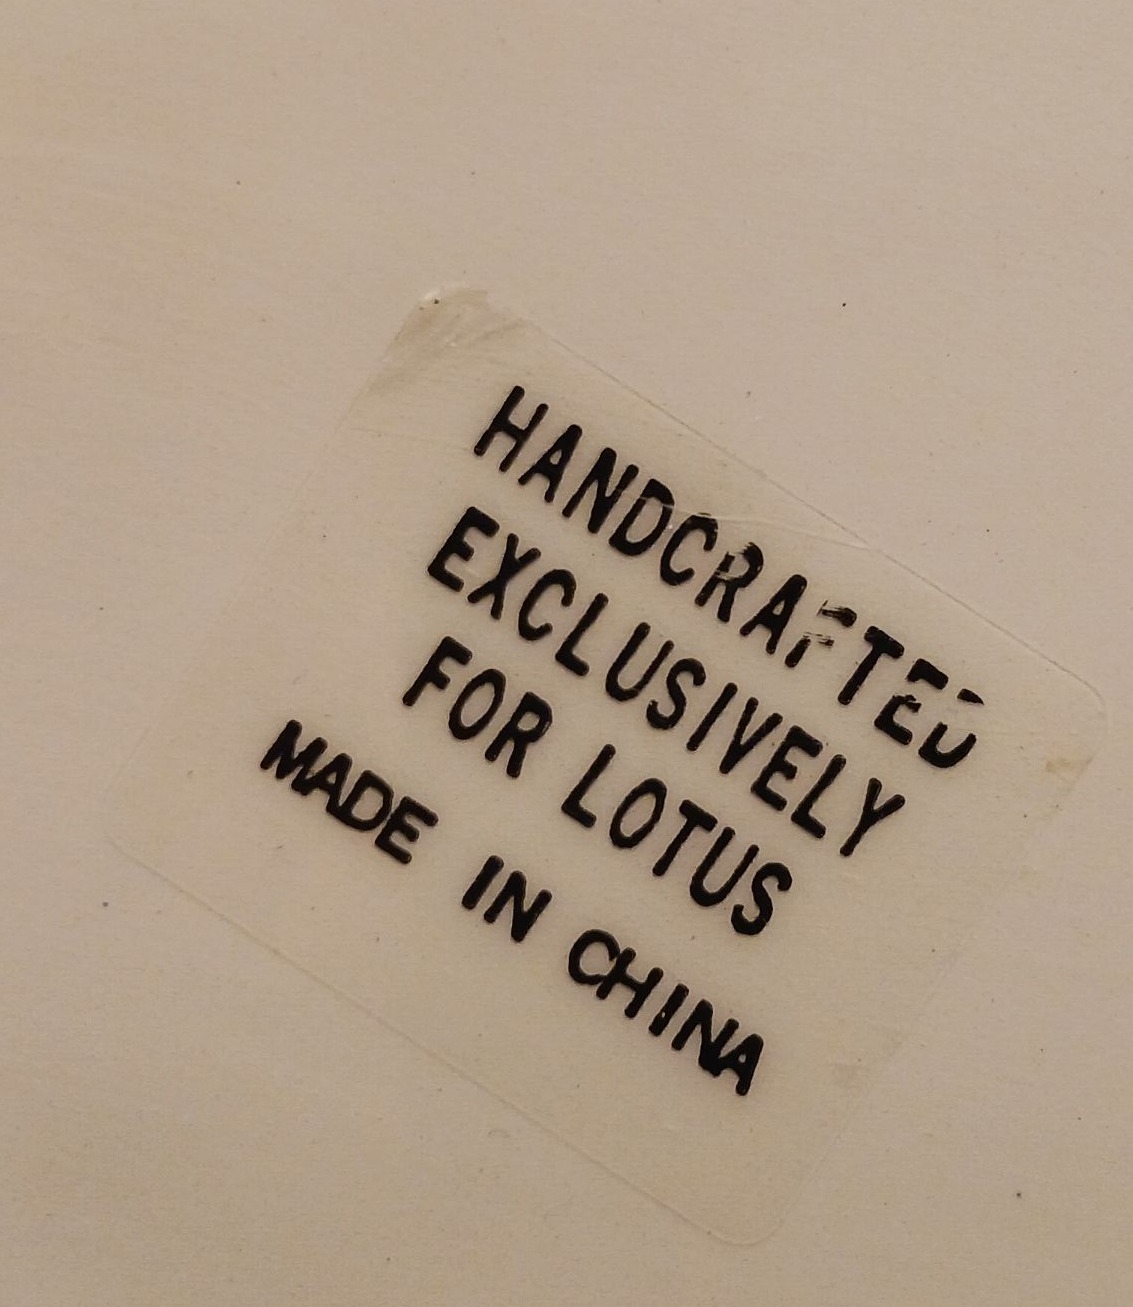 HANDCRAFTED
EXCLUSIVELY
FOR LOTUS
MADE IN CHINA